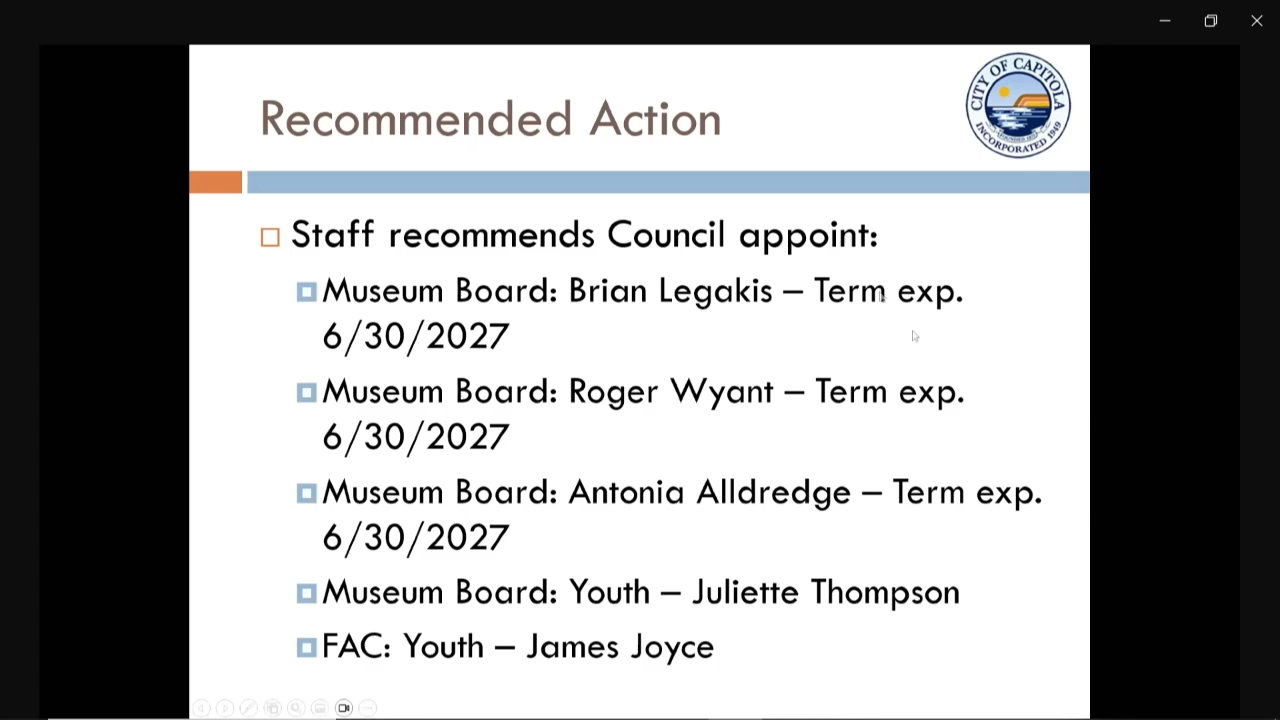 Recommended Action
CITY OF CAPITOLA
INCORPORATED 1949
Staff recommends Council appoint:
Museum Board: Brian Legakis – Term exp.
6/30/2027
Museum Board: Roger Wyant – Term exp.
6/30/2027
Museum Board: Antonia Alldredge – Term exp.
6/30/2027
Museum Board: Youth – Juliette Thompson
FAC: Youth – James Joyce